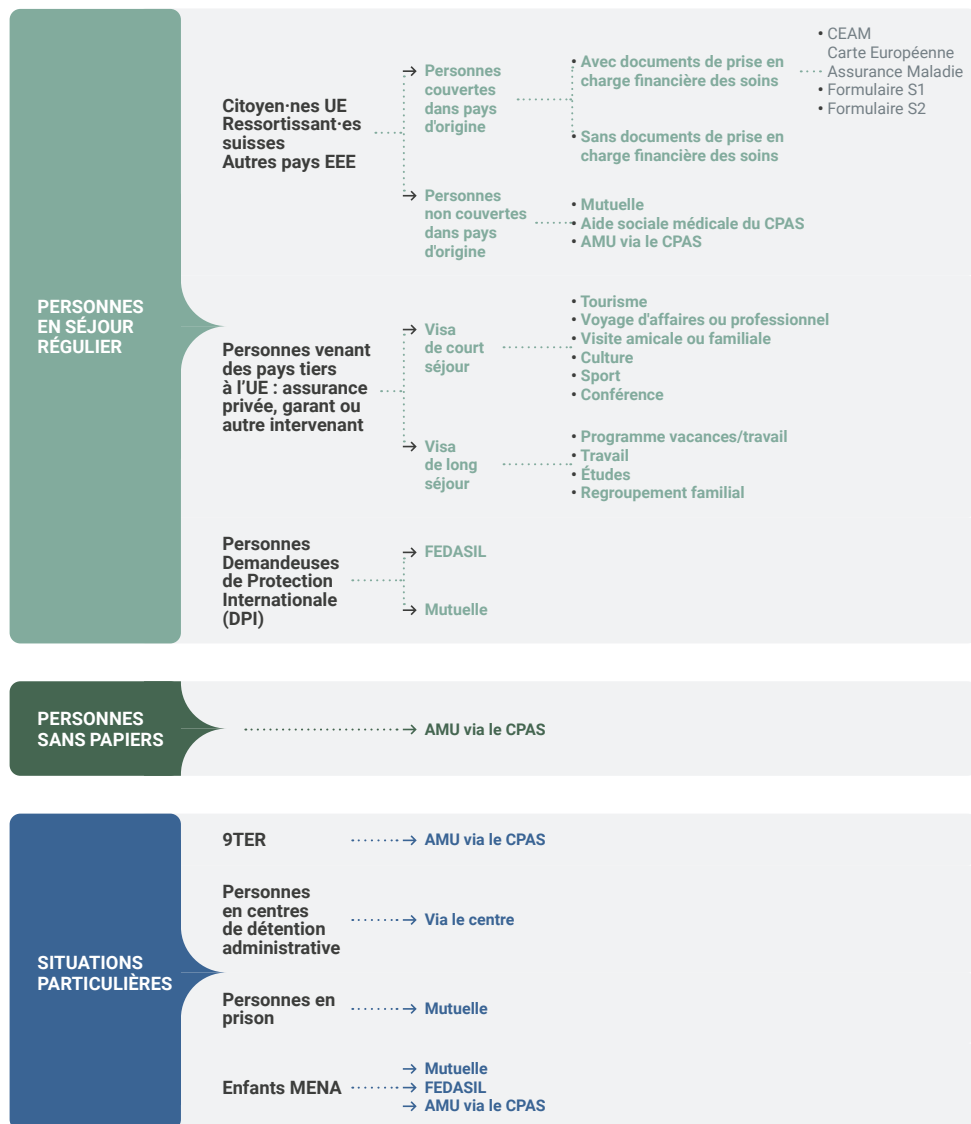 PERSONNES
EN SÉJOUR
RÉGULIER
Citoyen·nes UE
Ressortissant·es
suisses
Autres pays EEE
→ Personnes
couvertes
dans pays
d'origine
• Avec documents de prise en
charge financière des soins
• CEAM
Carte Européenne
Assurance Maladie
• Formulaire S1
• Formulaire S2
• Sans documents de prise en
charge financière des soins
→ Personnes
non couvertes
dans pays
d'origine
• Mutuelle
• Aide sociale médicale du CPAS
• AMU via le CPAS
Personnes venant
des pays tiers
à l'UE : assurance
privée, garant ou
autre intervenant
→ Visa
de court
séjour
• Tourisme
• Voyage d'affaires ou professionnel
• Visite amicale ou familiale
• Culture
• Sport
• Conférence
→ Visa
de long
séjour
• Programme vacances/travail
• Travail
• Études
• Regroupement familial
Personnes
Demandeuses
de Protection
Internationale
(DPI)
→ FEDASIL
→ Mutuelle
PERSONNES
SANS PAPIERS
→ AMU via le CPAS
SITUATIONS
PARTICULIÈRES
9TER
→ AMU via le CPAS
Personnes
en centres
de détention
administrative
→ Via le centre
Personnes en
prison
→ Mutuelle
Enfants MENA
→ Mutuelle
→ FEDASIL
→ AMU via le CPAS